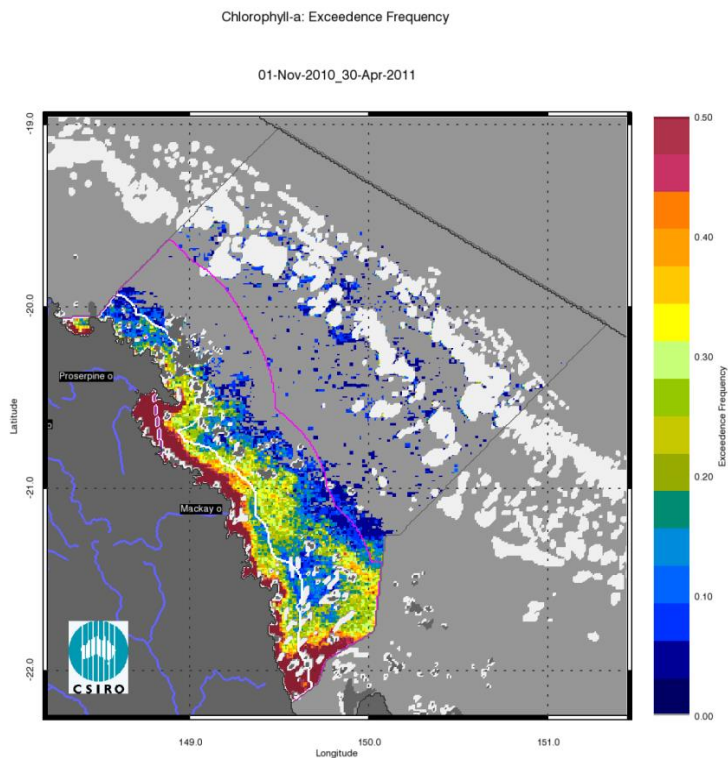 Chlorophyll-a: Exceedence Frequency
01-Nov-2010_30-Apr-2011
-19.0
-20.0
-21.0
-22.0
Latitude
149.0
150.0
151.0
Longitude
Proserpine o
o
Mackay o
CSIRO
0.50
0.40
0.30
0.20
0.10
0.00
Exceedence Frequency